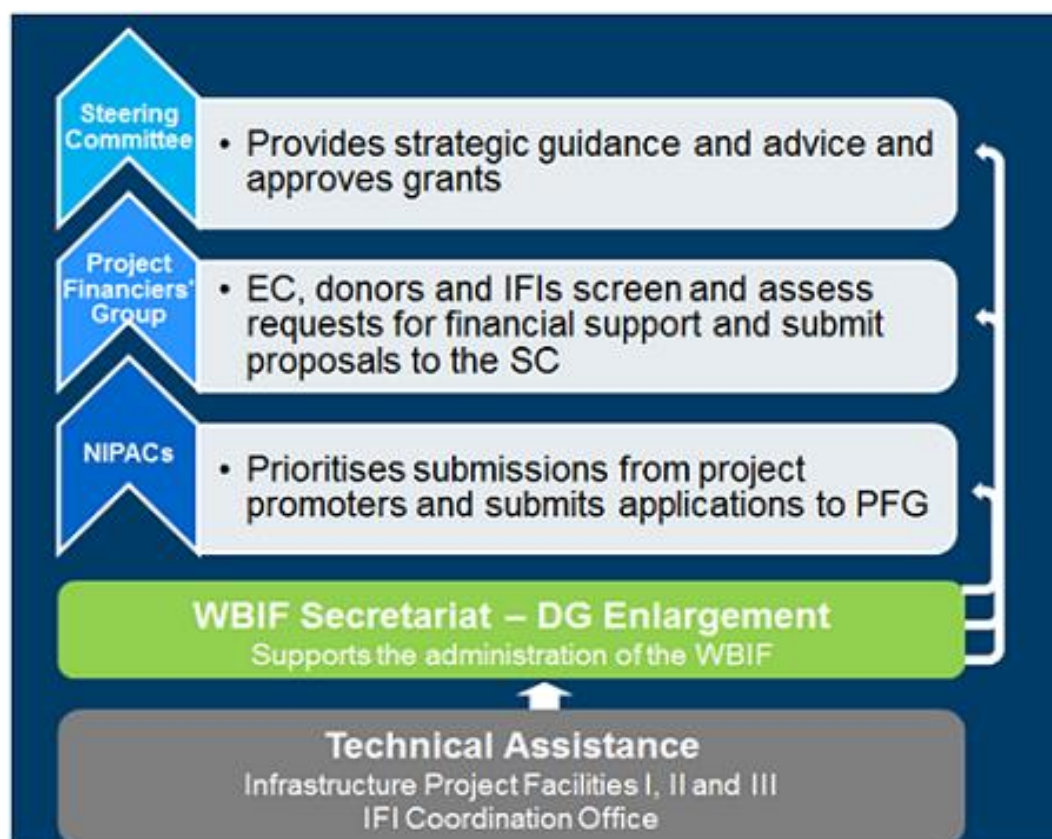 Steering
Committee
• Provides strategic guidance and advice and
approves grants
Project
Financiers'
Group
• EC, donors and IFIs screen and assess
requests for financial support and submit
proposals to the SC
NIPACs
• Prioritises submissions from project
promoters and submits applications to PFG
WBIF Secretariat – DG Enlargement
Supports the administration of the WBIF
Technical Assistance
Infrastructure Project Facilities I, II and III
IFI Coordination Office